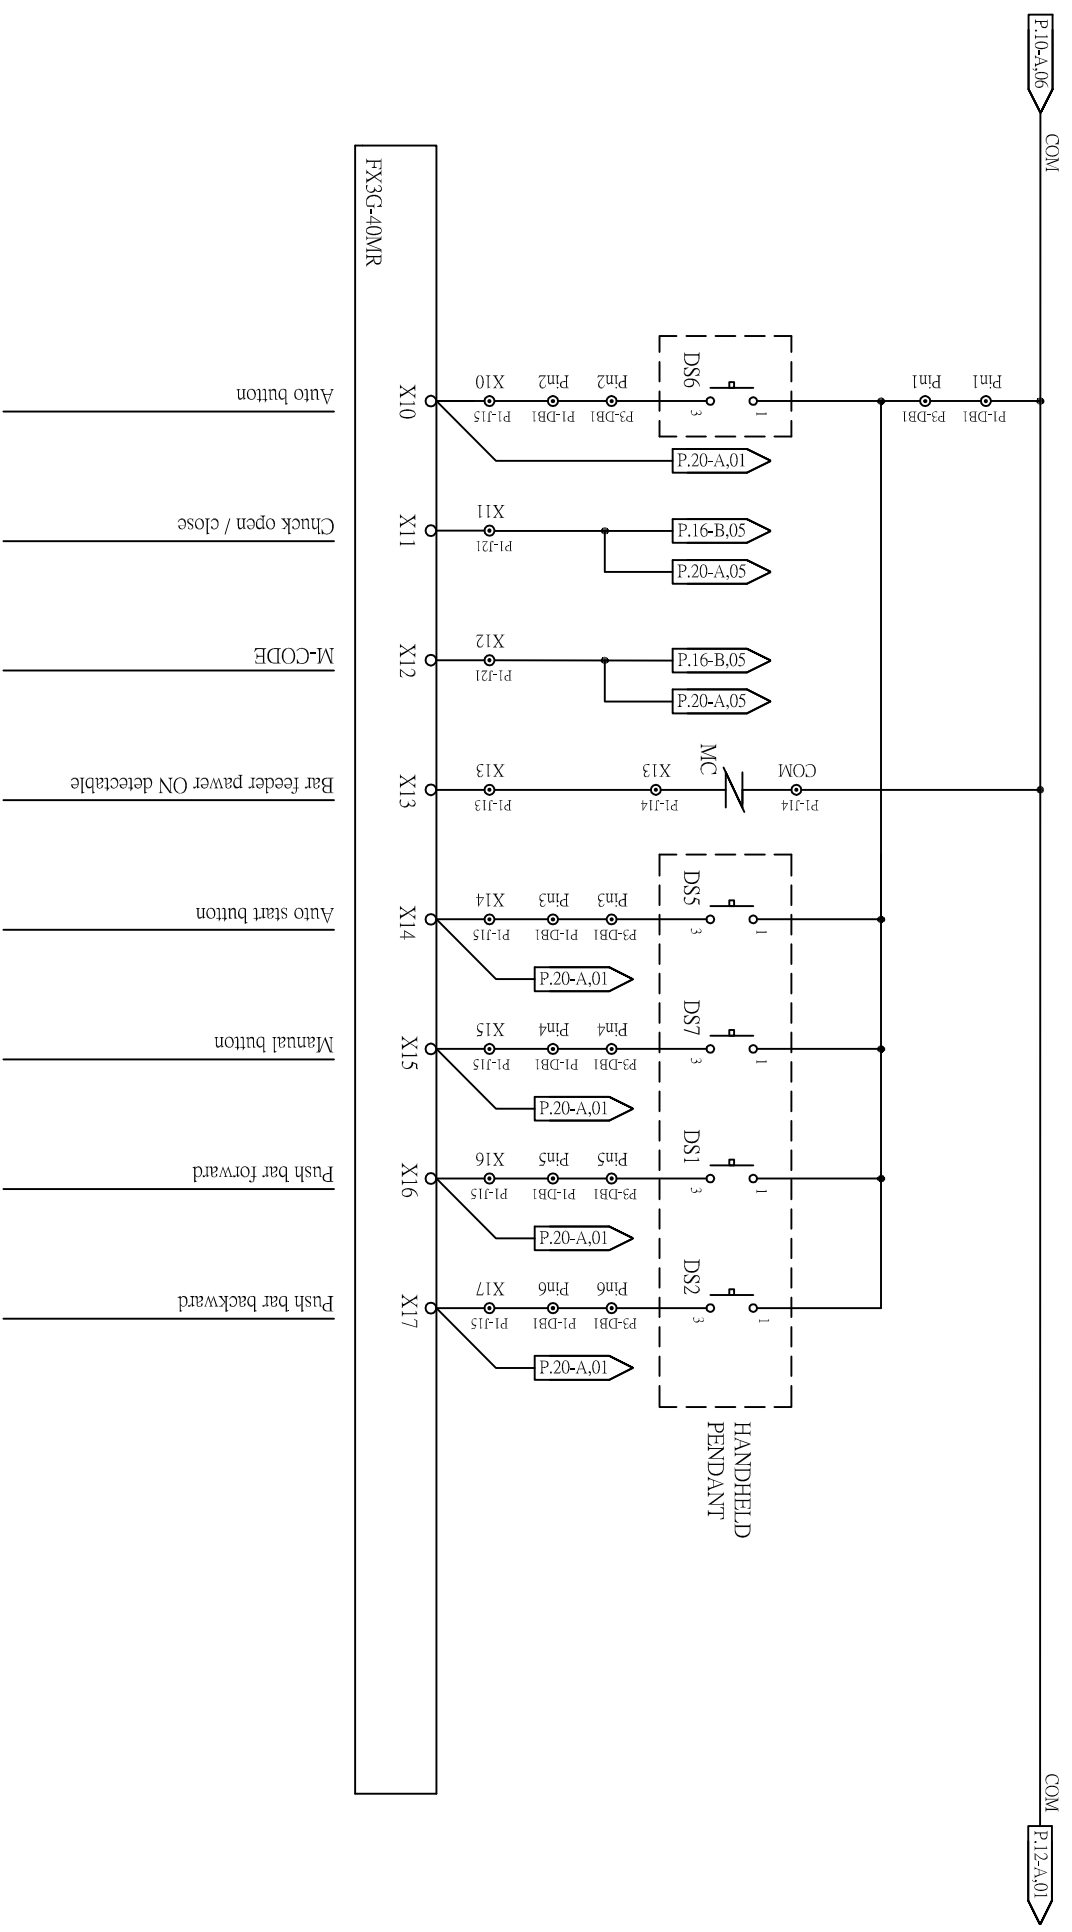 P.10-A,06
COM
COM
P.12-A,01
Pin1
P1-DB1
Pin1
P3-DB1
HANDHELD
PENDANT
FX3G-40MR
DS6
1
3
Pin2
P3-DB1
Pin2
P1-DB1
X10
P1-J15
P.20-A,01
X10
Auto button
P.16-B,05
P.20-A,05
X11
P1-J21
X11
Chuck open / close
P.16-B,05
P.20-A,05
X12
P1-J21
X12
M-CODE
COM
P1-J14
MC
X13
P1-J14
X13
P1-J13
X13
Bar feeder pawer ON detectable
DS5
1
3
Pin3
P3-DB1
Pin3
P1-DB1
X14
P1-J15
P.20-A,01
X14
Auto start button
DS7
1
3
Pin4
P3-DB1
Pin4
P1-DB1
X15
P1-J15
P.20-A,01
X15
Manual button
DS1
1
3
Pin5
P3-DB1
Pin5
P1-DB1
X16
P1-J15
P.20-A,01
X16
Push bar forward
DS2
1
3
Pin6
P3-DB1
Pin6
P1-DB1
X17
P1-J15
P.20-A,01
X17
Push bar backward